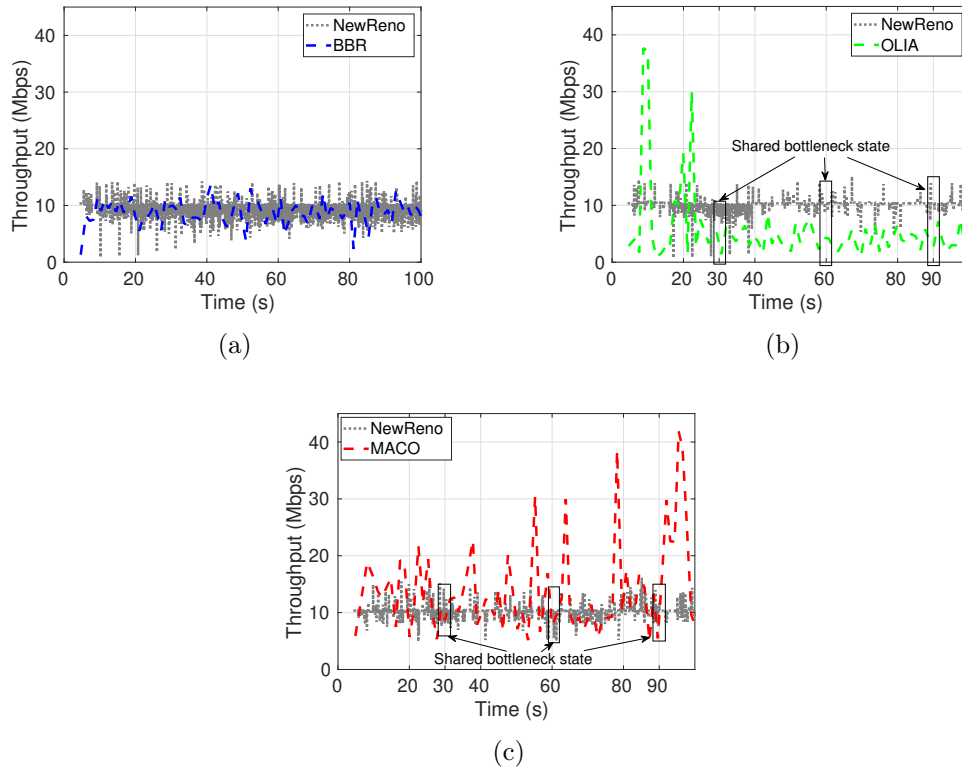 40
30
20
10
0
Throughput (Mbps)
NewReno
BBR
0 20 40 60 80 100
Time (s)
(a)
40
30
20
10
0
Throughput (Mbps)
NewReno
OLIA
Shared bottleneck state
0 20 30 40 60 80 90
Time (s)
(b)
40
30
20
10
0
Throughput (Mbps)
NewReno
MACO
Shared bottleneck state
0 20 30 40 60 80 90
Time (s)
(c)